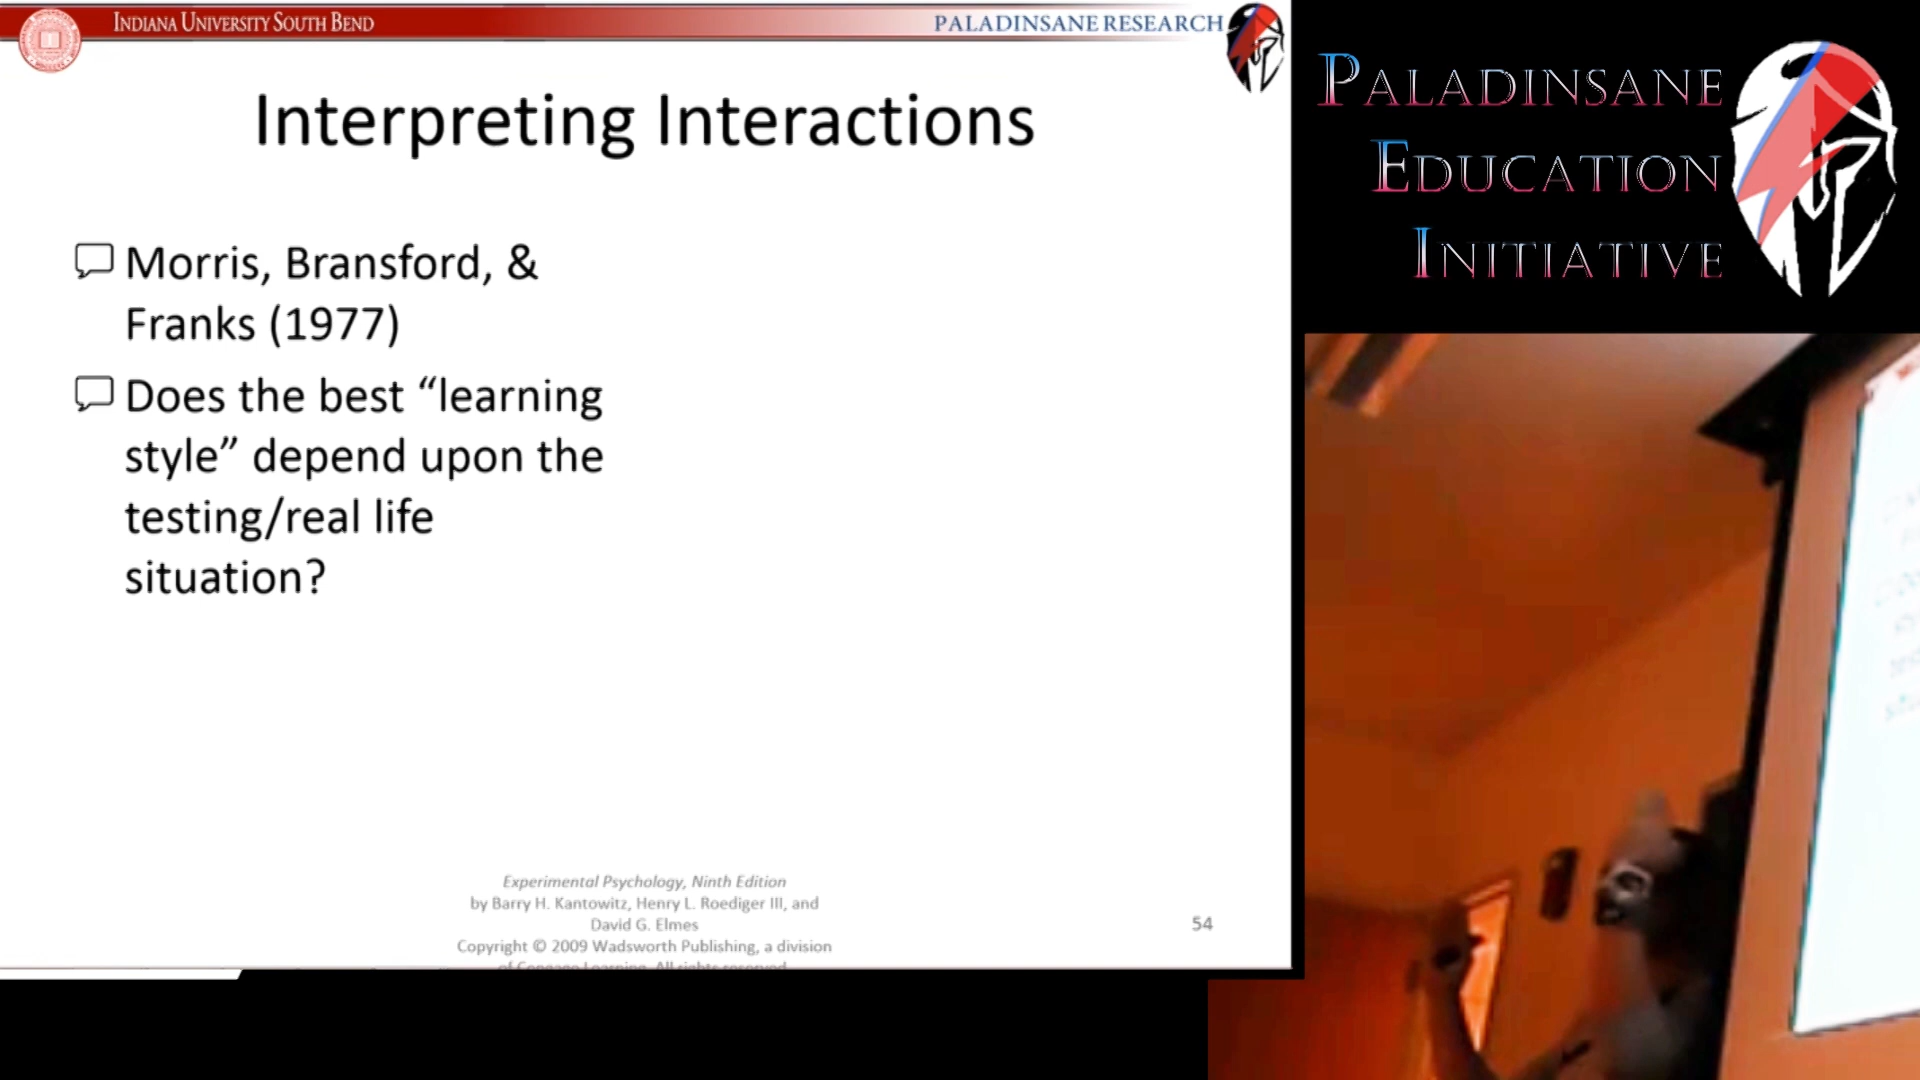 INDIANA UNIVERSITY SOUTH BEND
PALADINSANE RESEARCH
Interpreting Interactions
Morris, Bransford, &
Franks (1977)
Does the best “learning
style” depend upon the
testing/real life
situation?
Experimental Psychology, Ninth Edition
by Barry H. Kantowitz, Henry L. Roediger III, and
David G. Elmes
Copyright © 2009 Wadsworth Publishing, a division
of Cengage Learning. All rights reserved.
54
PALADINSANE
EDUCATION
INITIATIVE